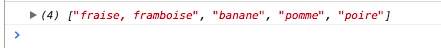 ▶ (4) ["fraise, framboise", "banane", "pomme", "poire"]
>